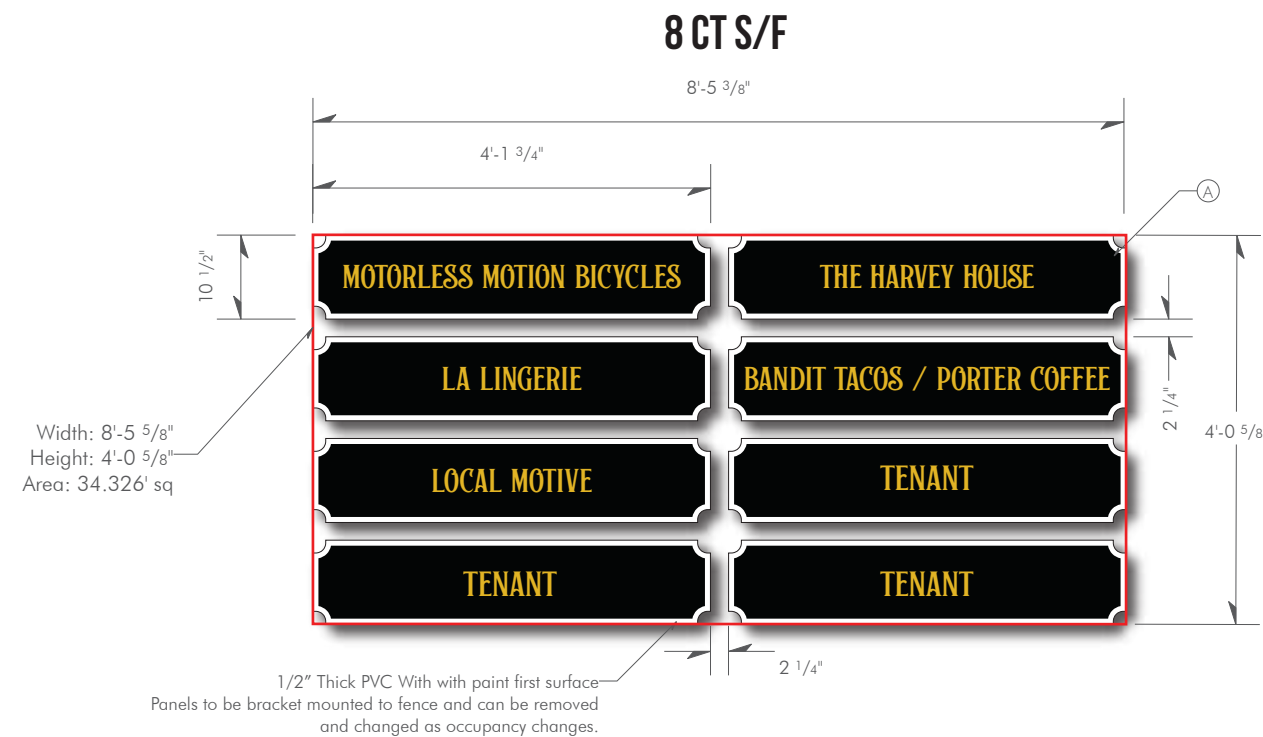 8 CT S/F
8'-5 3/8"
4'-1 3/4"
A
10 1/2"
MOTORLESS MOTION BICYCLES
THE HARVEY HOUSE
LA LINGERIE
BANDIT TACOS / PORTER COFFEE
2 1/4"
4'-0 5/8
Width: 8'-5 5/8"
Height: 4'-0 5/8"
Area: 34.326' sq
LOCAL MOTIVE
TENANT
TENANT
TENANT
2 1/4"
1/2” Thick PVC With with paint first surface
Panels to be bracket mounted to fence and can be removed
and changed as occupancy changes.